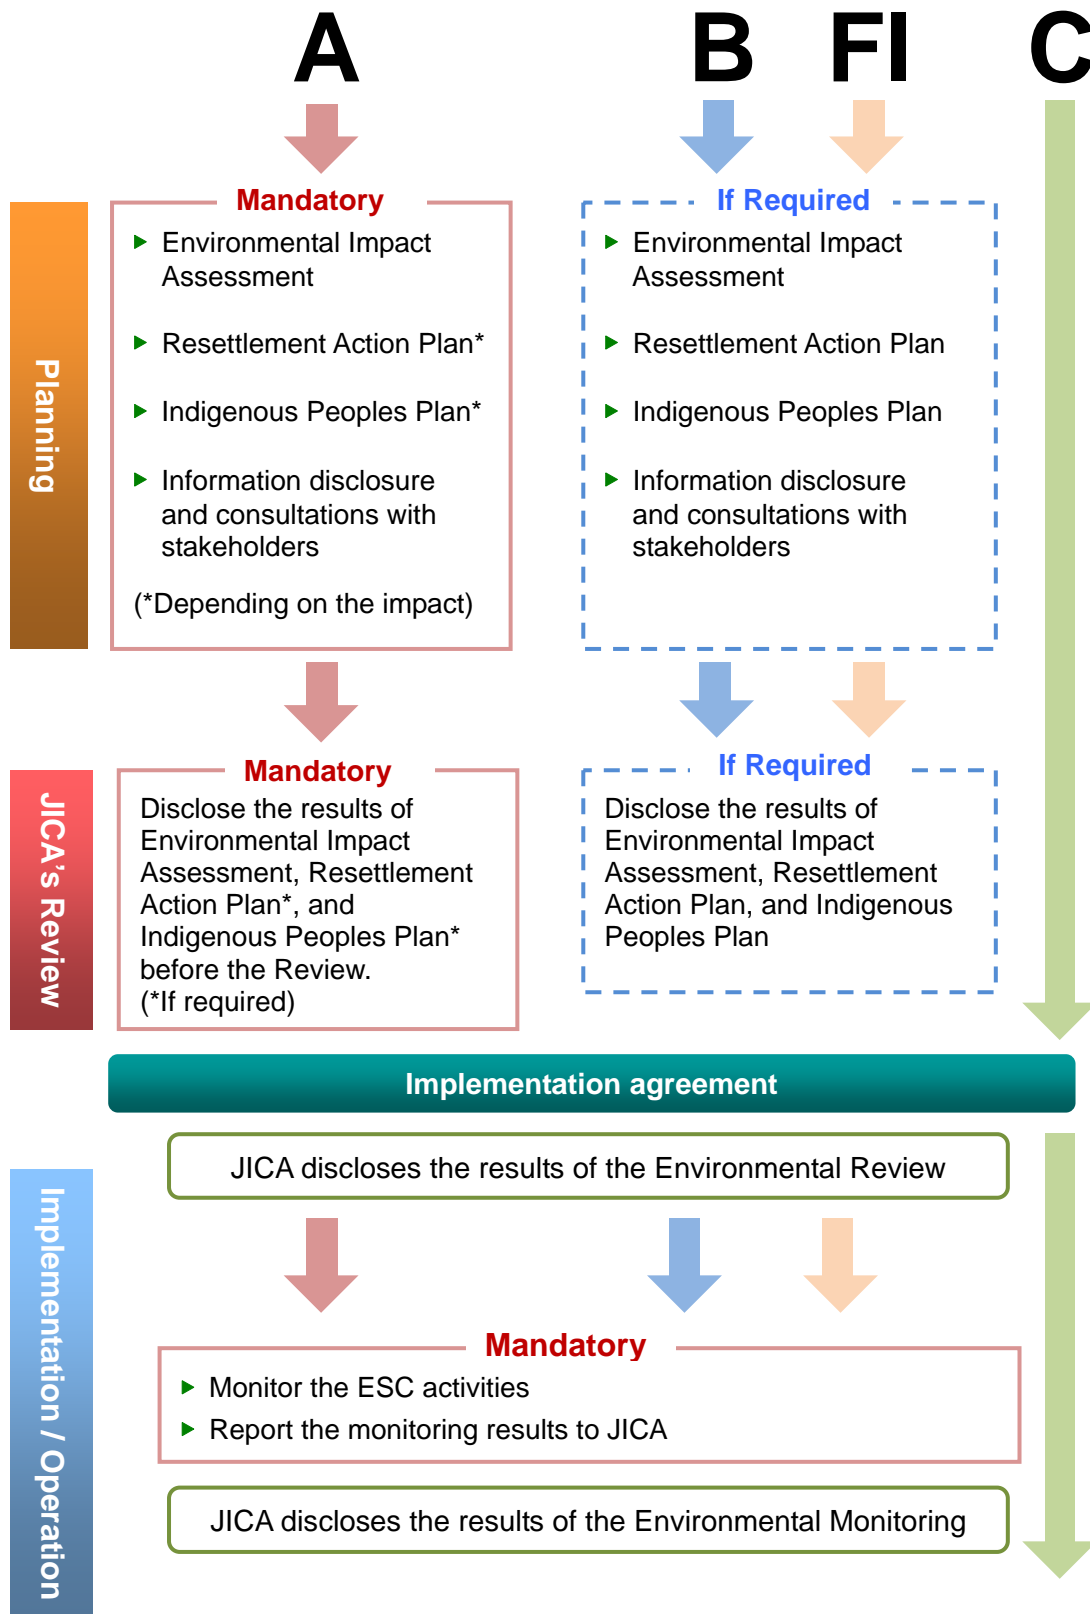 A B FI C
Planning
Mandatory
Environmental Impact
Assessment
Resettlement Action Plan*
Indigenous Peoples Plan*
Information disclosure
and consultations with
stakeholders
(*Depending on the impact)
If Required
Environmental Impact
Assessment
Resettlement Action Plan
Indigenous Peoples Plan
Information disclosure
and consultations with
stakeholders
JICA's Review
Mandatory
Disclose the results of
Environmental Impact
Assessment, Resettlement
Action Plan*, and
Indigenous Peoples Plan*
before the Review.
(*If required)
If Required
Disclose the results of
Environmental Impact
Assessment, Resettlement
Action Plan, and Indigenous
Peoples Plan
Implementation agreement
Implementation / Operation
JICA discloses the results of the Environmental Review
Mandatory
Monitor the ESC activities
Report the monitoring results to JICA
JICA discloses the results of the Environmental Monitoring